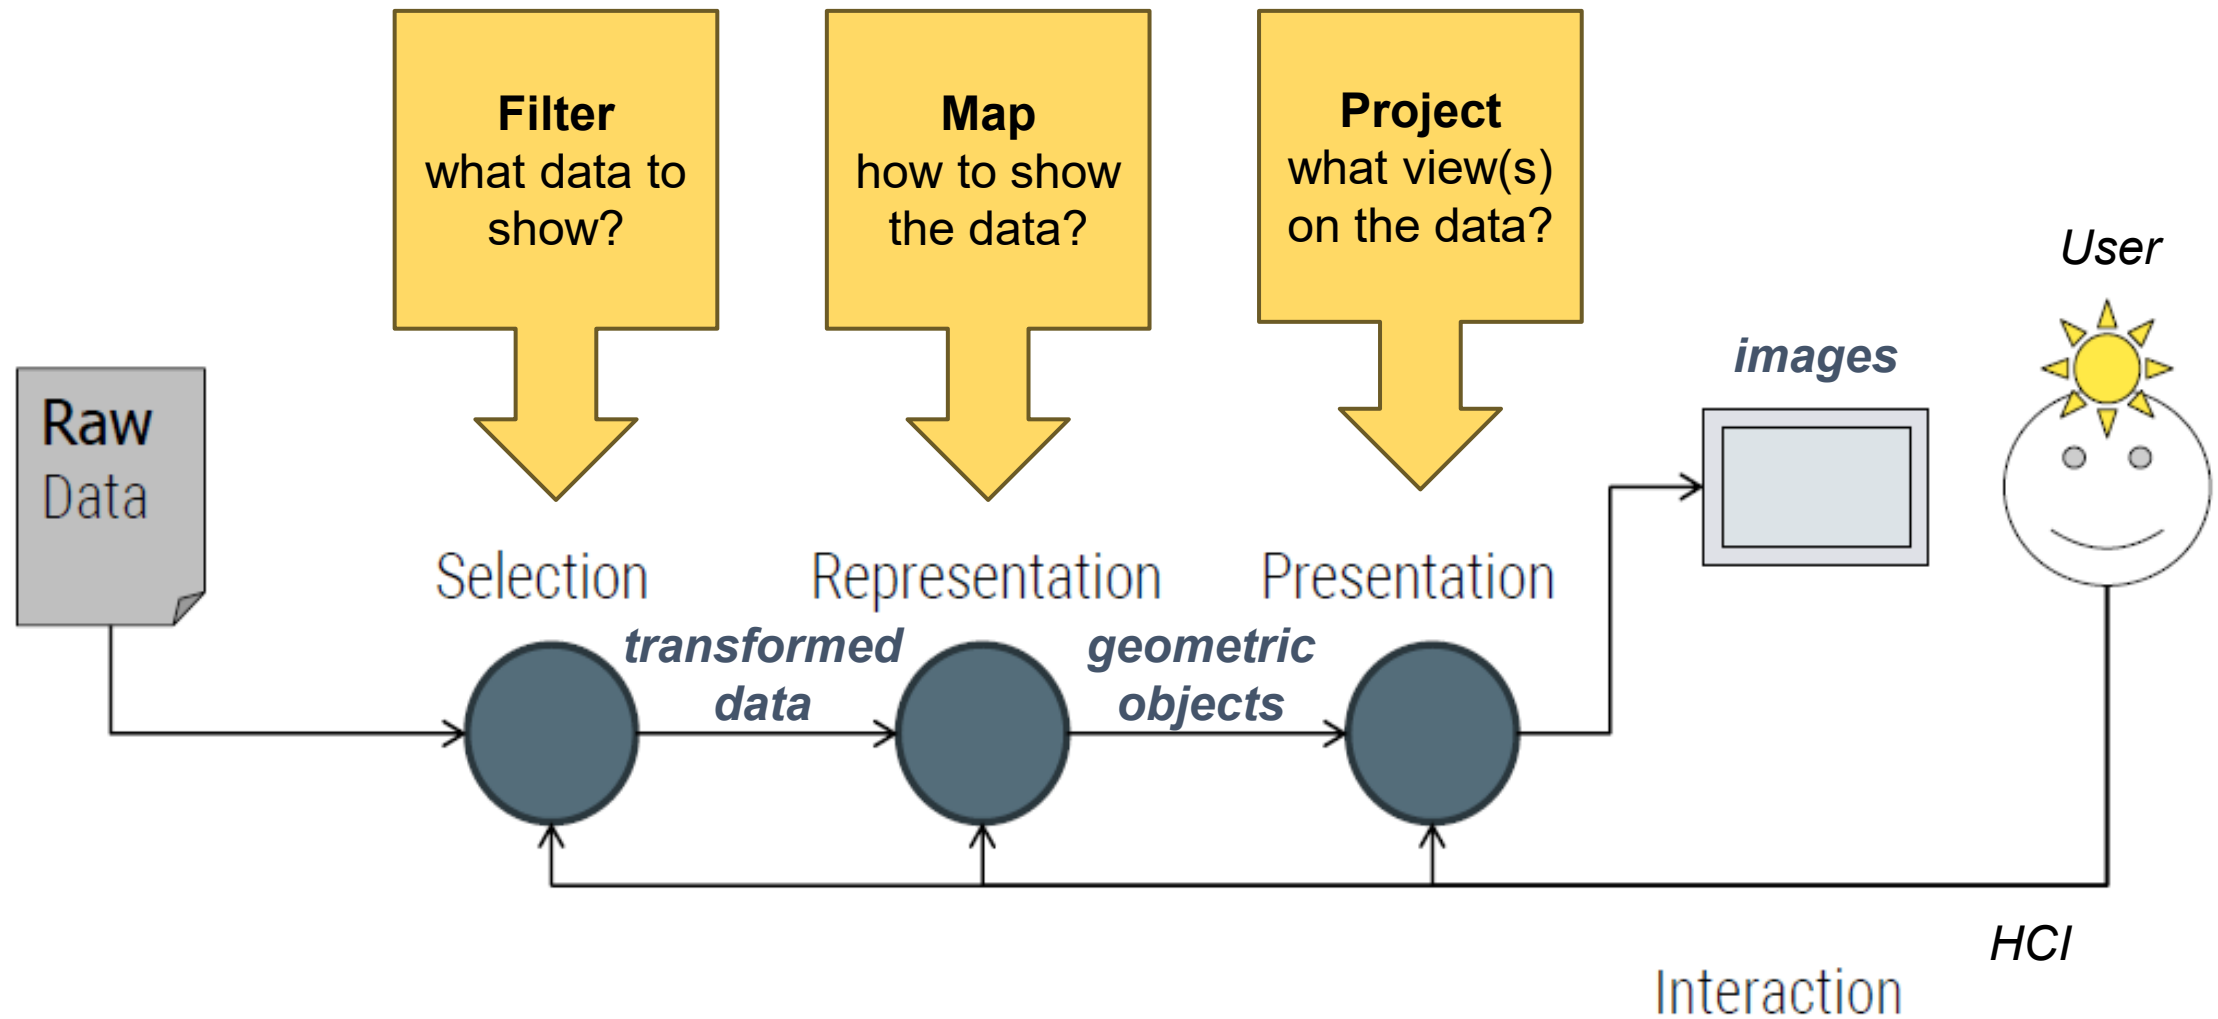 Filter
what data to
show?
Map
how to show
the data?
Project
what view(s)
on the data?
User
images
Raw
Data
Selection
Representation
Presentation
transformed
data
geometric
objects
HCI
Interaction